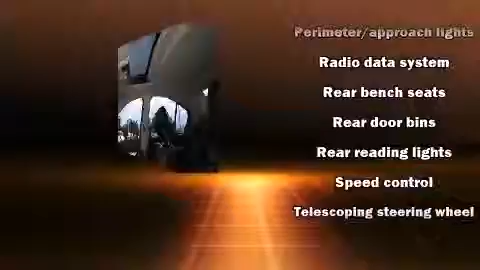 Perimeter/approach lights
Radio data system
Rear bench seats
Rear door bins
Rear reading lights
Speed control
Telescoping steering wheel